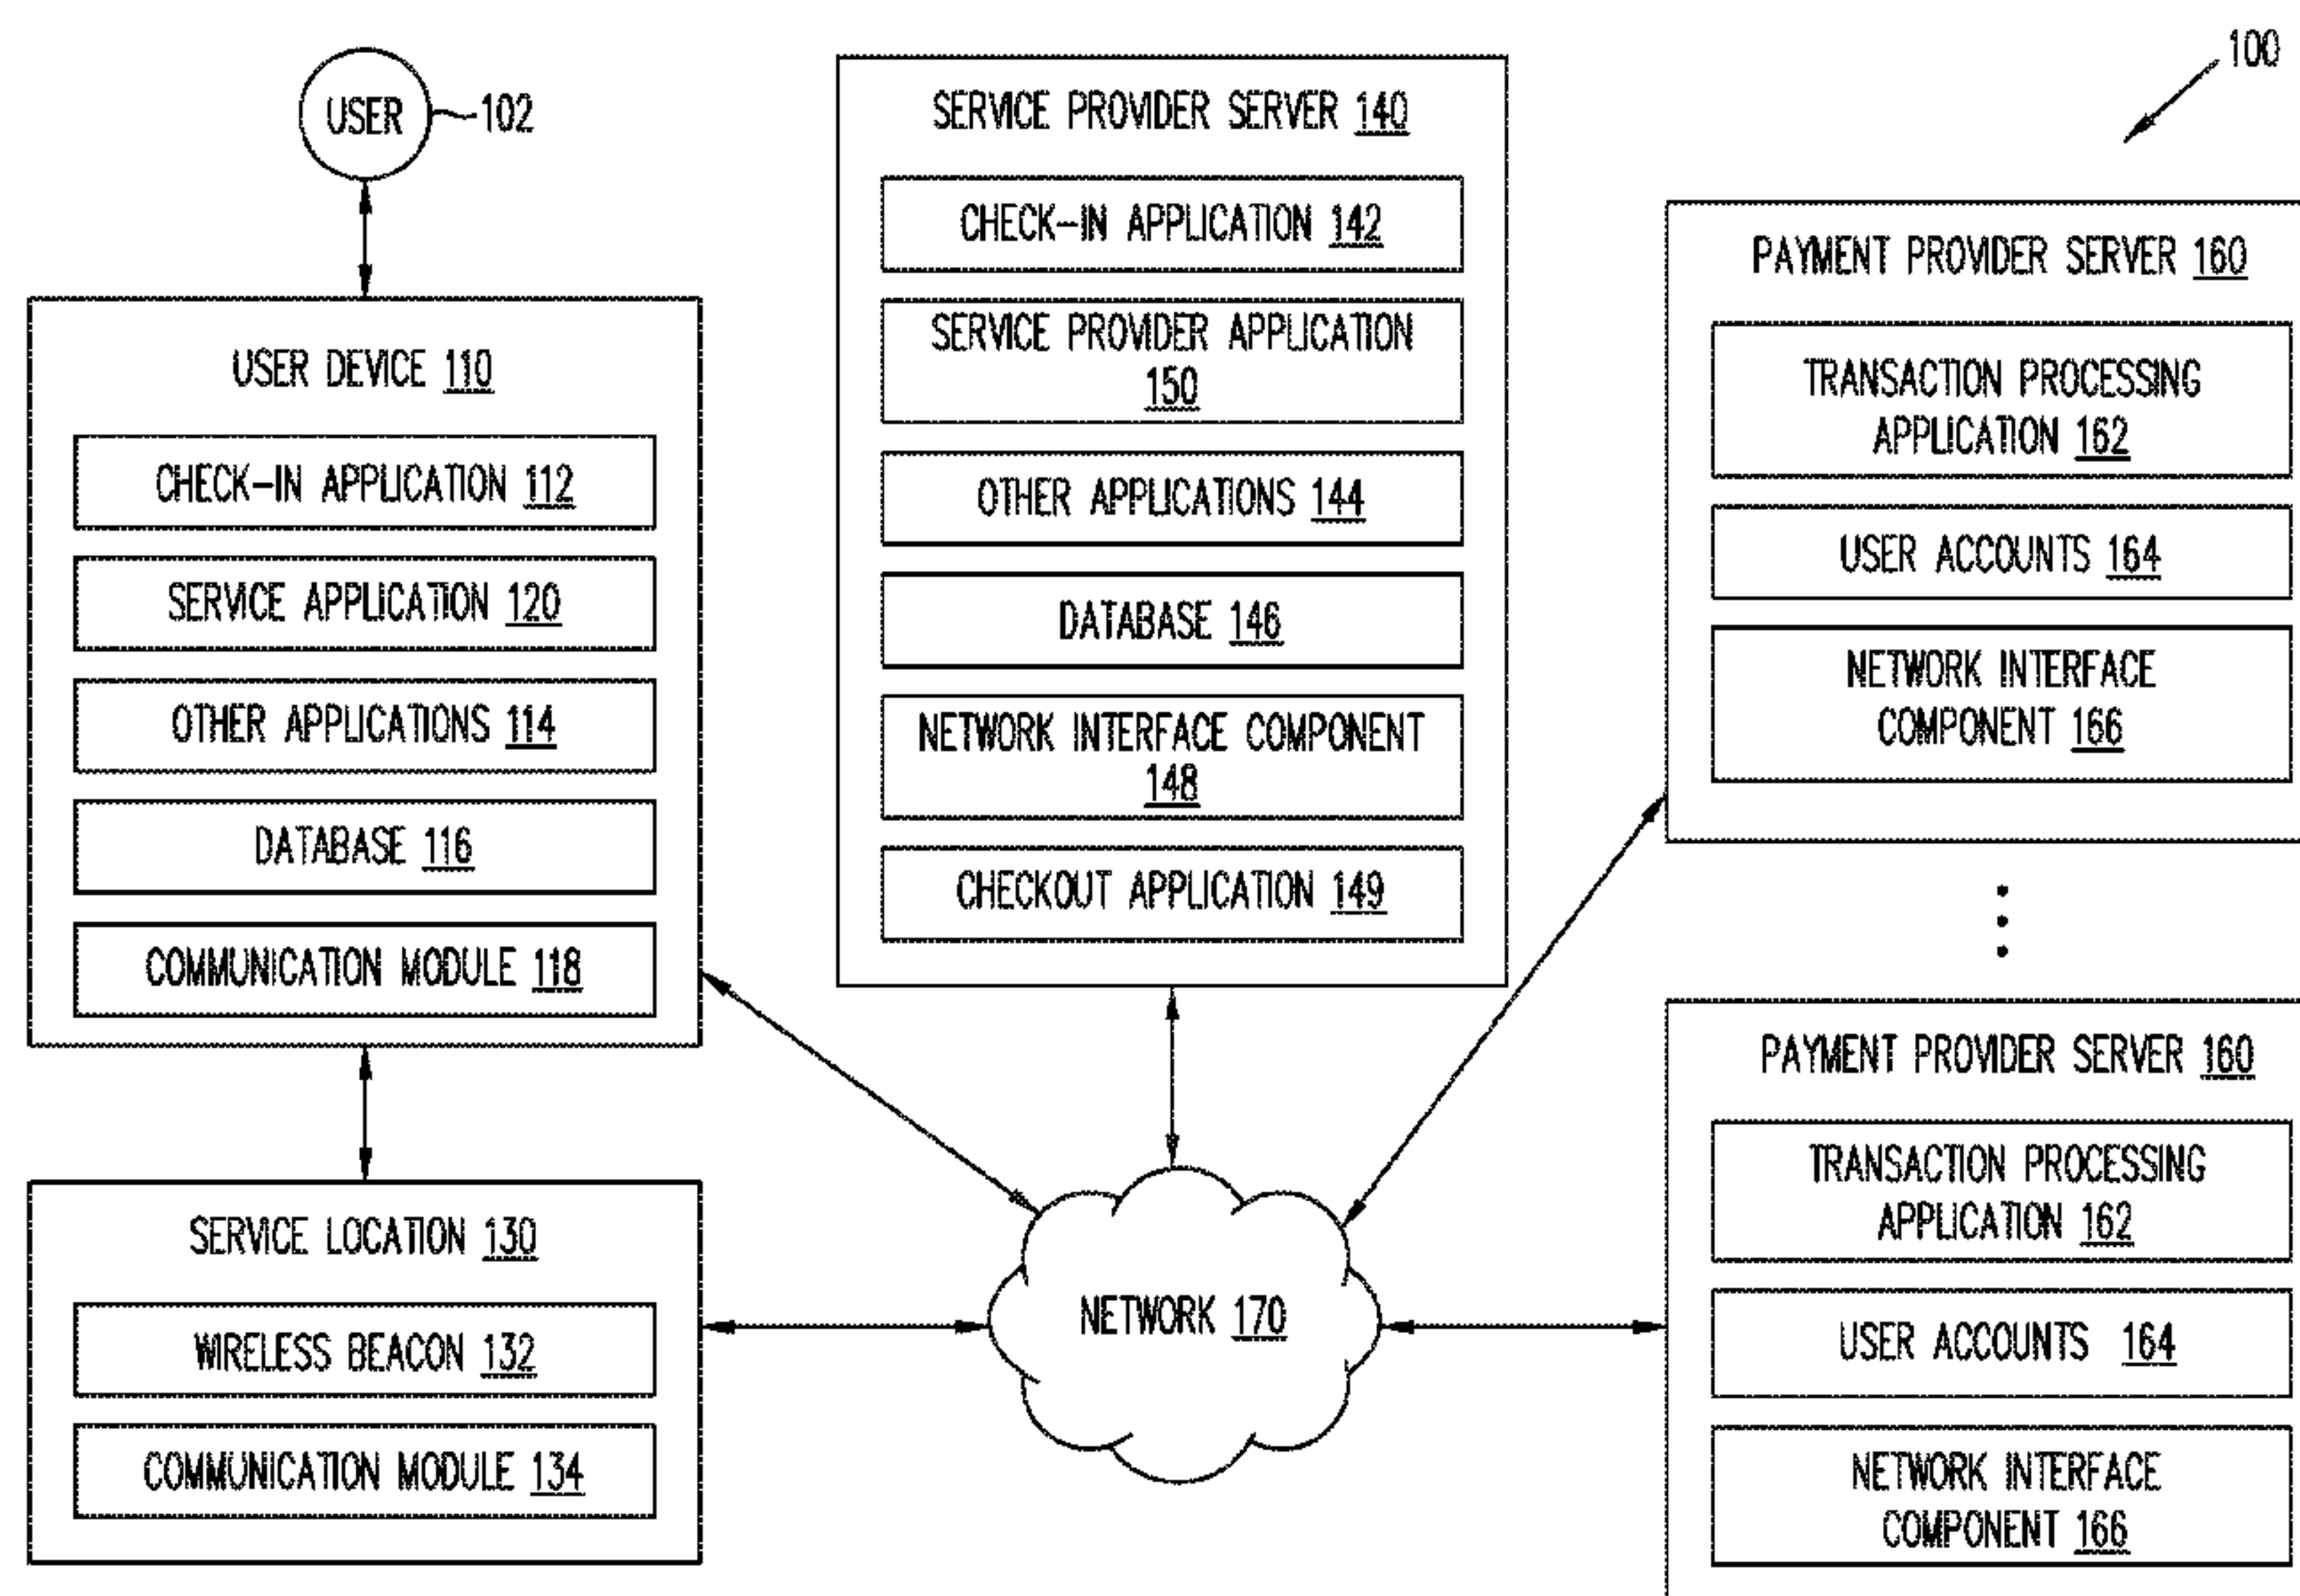 100
USER
102
USER DEVICE 110
CHECK-IN APPLICATION 112
SERVICE APPLICATION 120
OTHER APPLICATIONS 114
DATABASE 116
COMMUNICATION MODULE 118
SERVICE LOCATION 130
WIRELESS BEACON 132
COMMUNICATION MODULE 134
SERVICE PROVIDER SERVER 140
CHECK-IN APPLICATION 142
SERVICE PROVIDER APPLICATION
150
OTHER APPLICATIONS 144
DATABASE 146
NETWORK INTERFACE COMPONENT
148
CHECKOUT APPLICATION 149
NETWORK 170
PAYMENT PROVIDER SERVER 160
TRANSACTION PROCESSING
APPLICATION 162
USER ACCOUNTS 164
NETWORK INTERFACE
COMPONENT 166
PAYMENT PROVIDER SERVER 160
TRANSACTION PROCESSING
APPLICATION 162
USER ACCOUNTS 164
NETWORK INTERFACE
COMPONENT 166